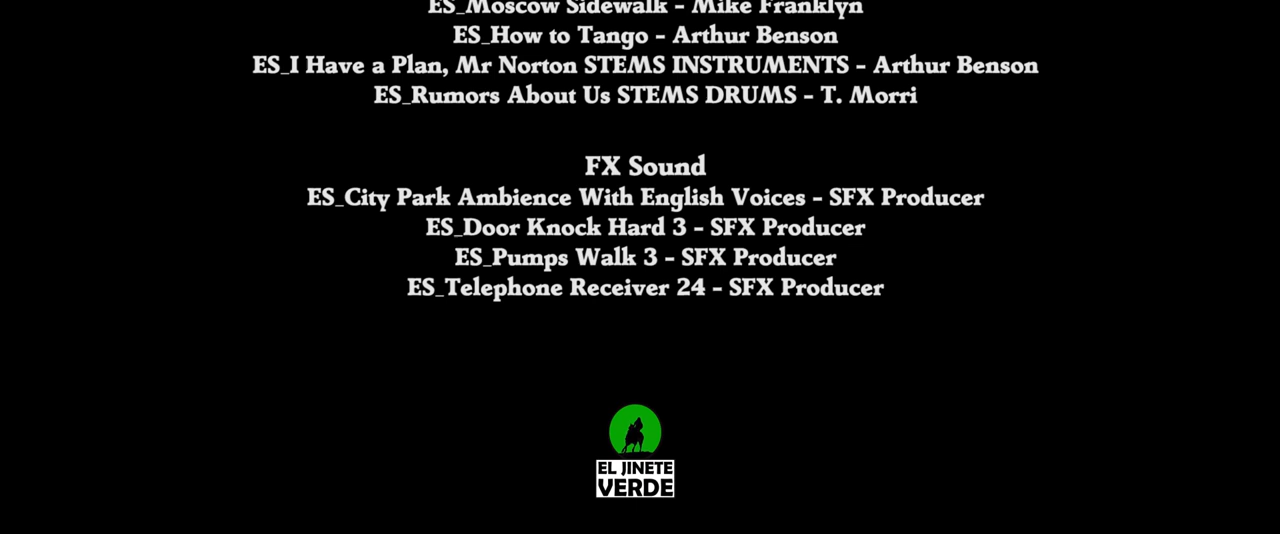 ES_Moscow Sidewalk - Mike Franklyn
ES_How to Tango - Arthur Benson
ES_I Have a Plan, Mr Norton STEMS INSTRUMENTS - Arthur Benson
ES_Rumors About Us STEMS DRUMS - T. Morri
FX Sound
ES_City Park Ambience With English Voices - SFX Producer
ES_Door Knock Hard 3 - SFX Producer
ES_Pumps Walk 3 - SFX Producer
ES_Telephone Receiver 24 - SFX Producer
EL JINETE
VERDE